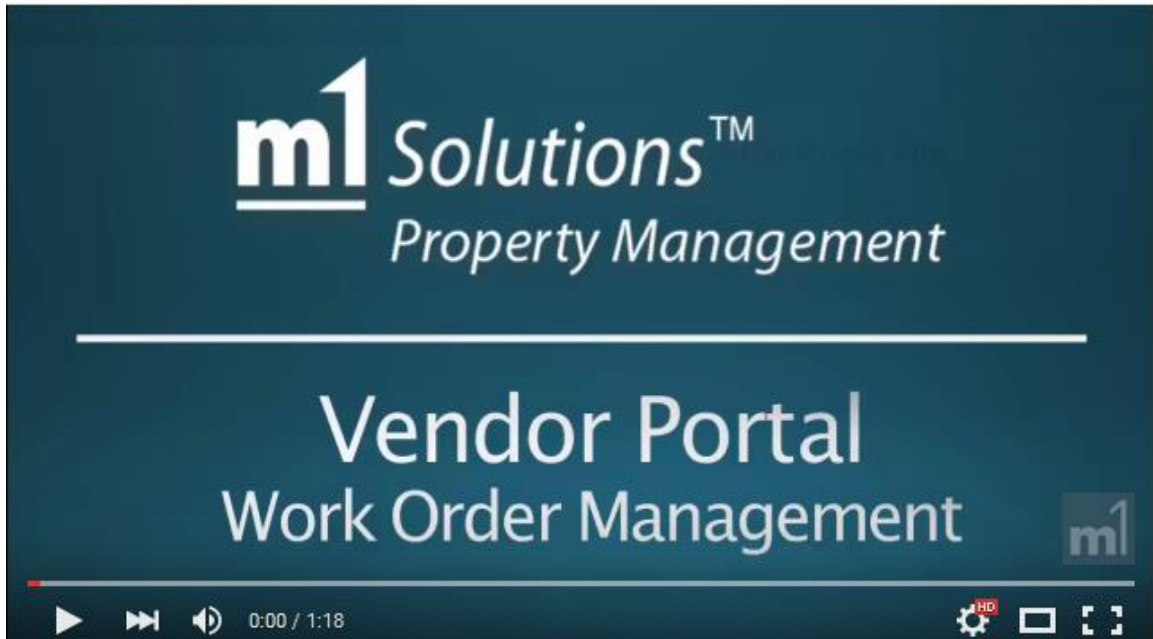 m1 Solutions™
Property Management
Vendor Portal
Work Order Management
m1
0:00 / 1:18
HD